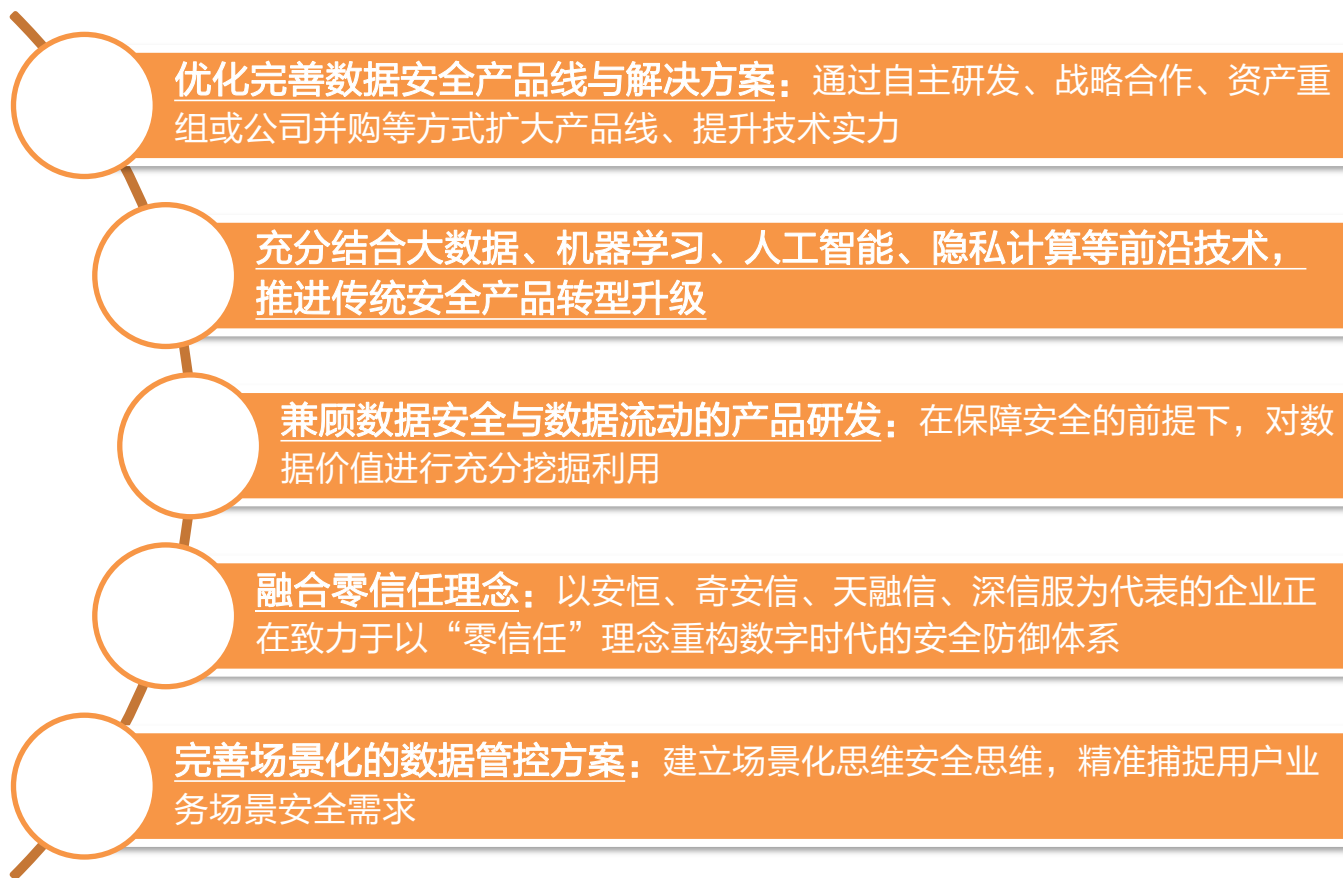 优化完善数据安全产品线与解决方案：通过自主研发、战略合作、资产重
组或公司并购等方式扩大产品线、提升技术实力
充分结合大数据、机器学习、人工智能、隐私计算等前沿技术，
推进传统安全产品转型升级
兼顾数据安全与数据流动的产品研发：在保障安全的前提下，对数
据价值进行充分挖掘利用
融合零信任理念：以安恒、奇安信、天融信、深信服为代表的企业正
在致力于以“零信任”理念重构数字时代的安全防御体系
完善场景化的数据管控方案：建立场景化思维安全思维，精准捕捉用户业
务场景安全需求